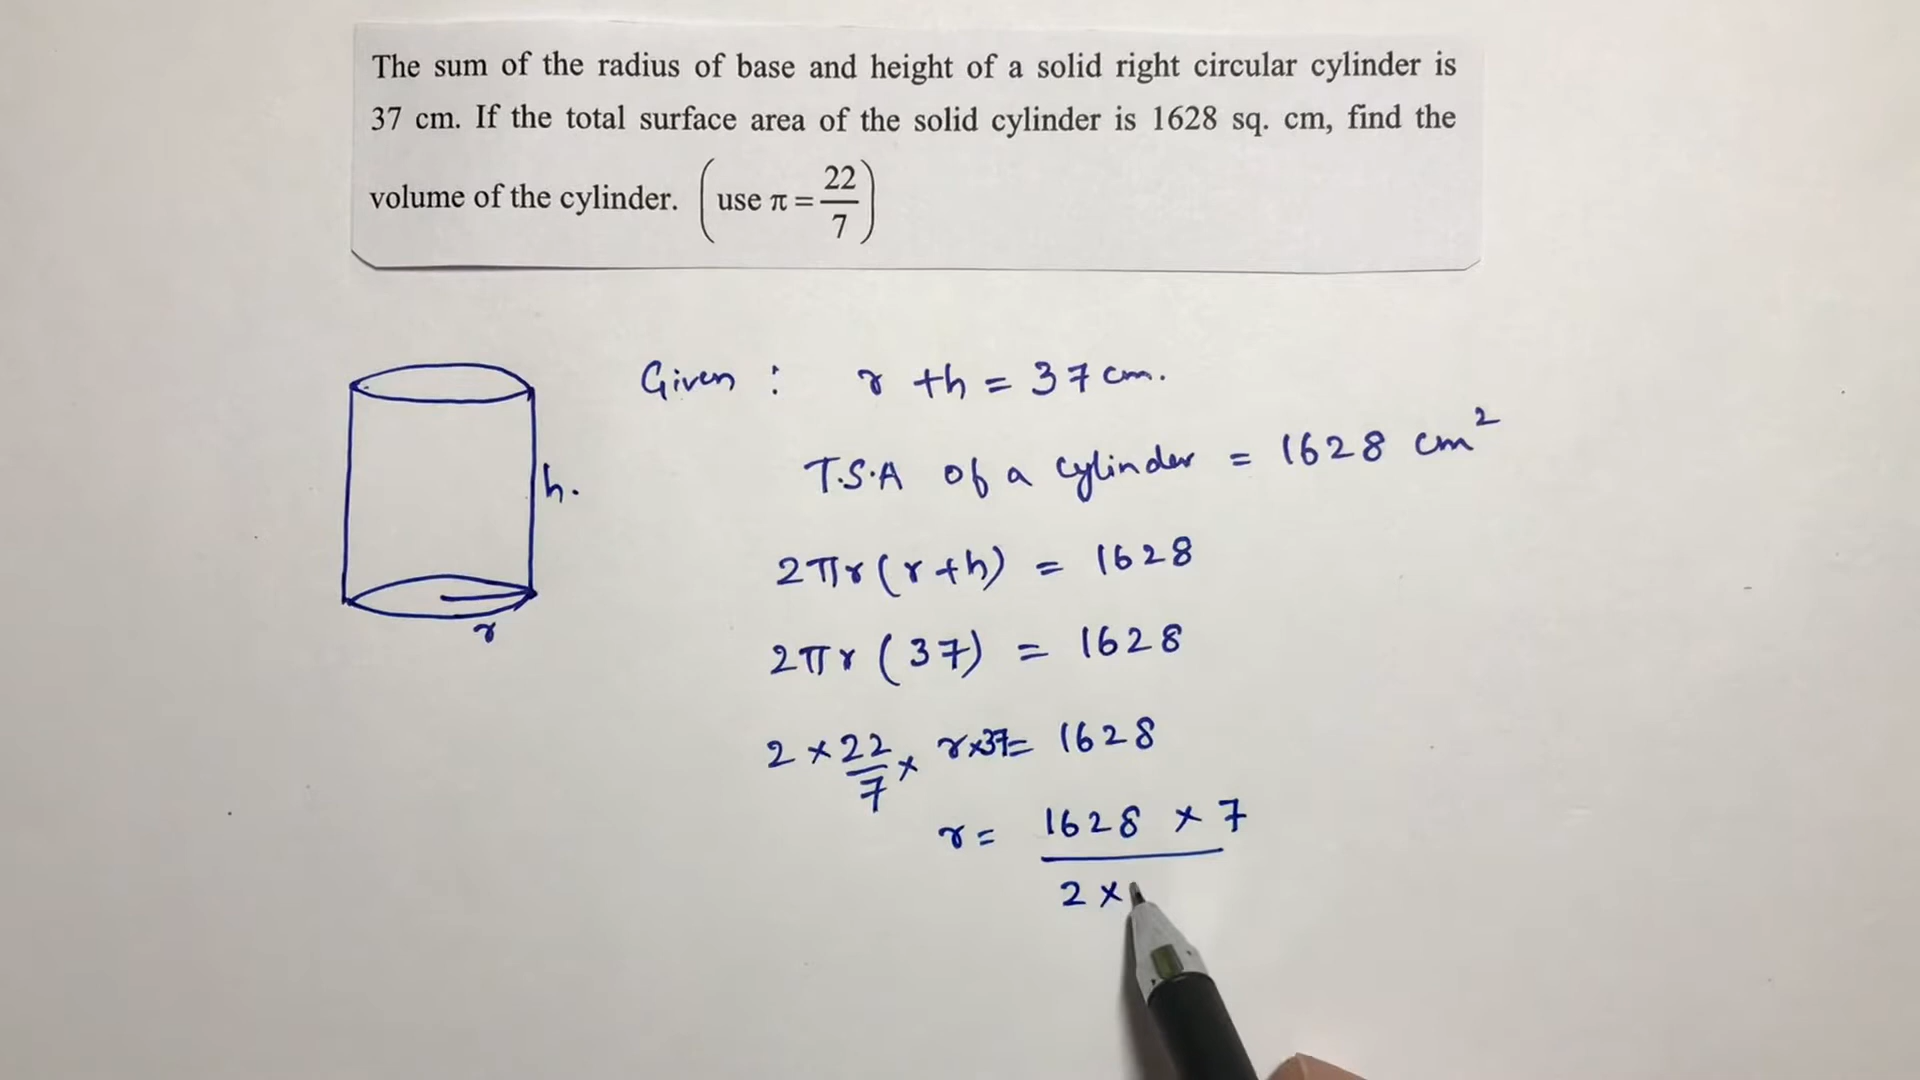 The sum of the radius of base and height of a solid right circular cylinder is
37 cm. If the total surface area of the solid cylinder is 1628 sq. cm, find the
volume of the cylinder. (use π = 22/7)
Given : r + h = 37 cm.
T.S.A of a cylinder = 1628 cm²
h.
2πr (r + h) = 1628
r
2πr (37) = 1628
2 × 22/7 × r × 37 = 1628
r = 1628 × 7
2 ×